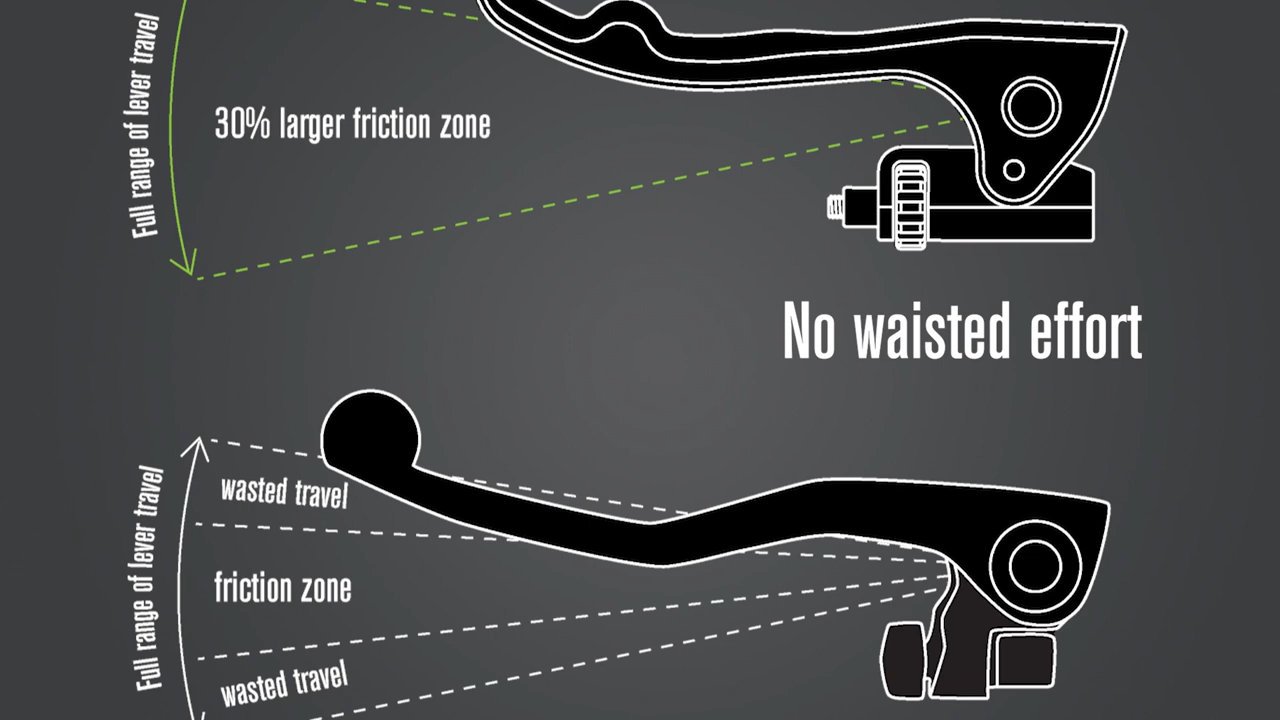 Full range of lever travel
30% larger friction zone
No waisted effort
Full range of lever travel
wasted travel
friction zone
wasted travel